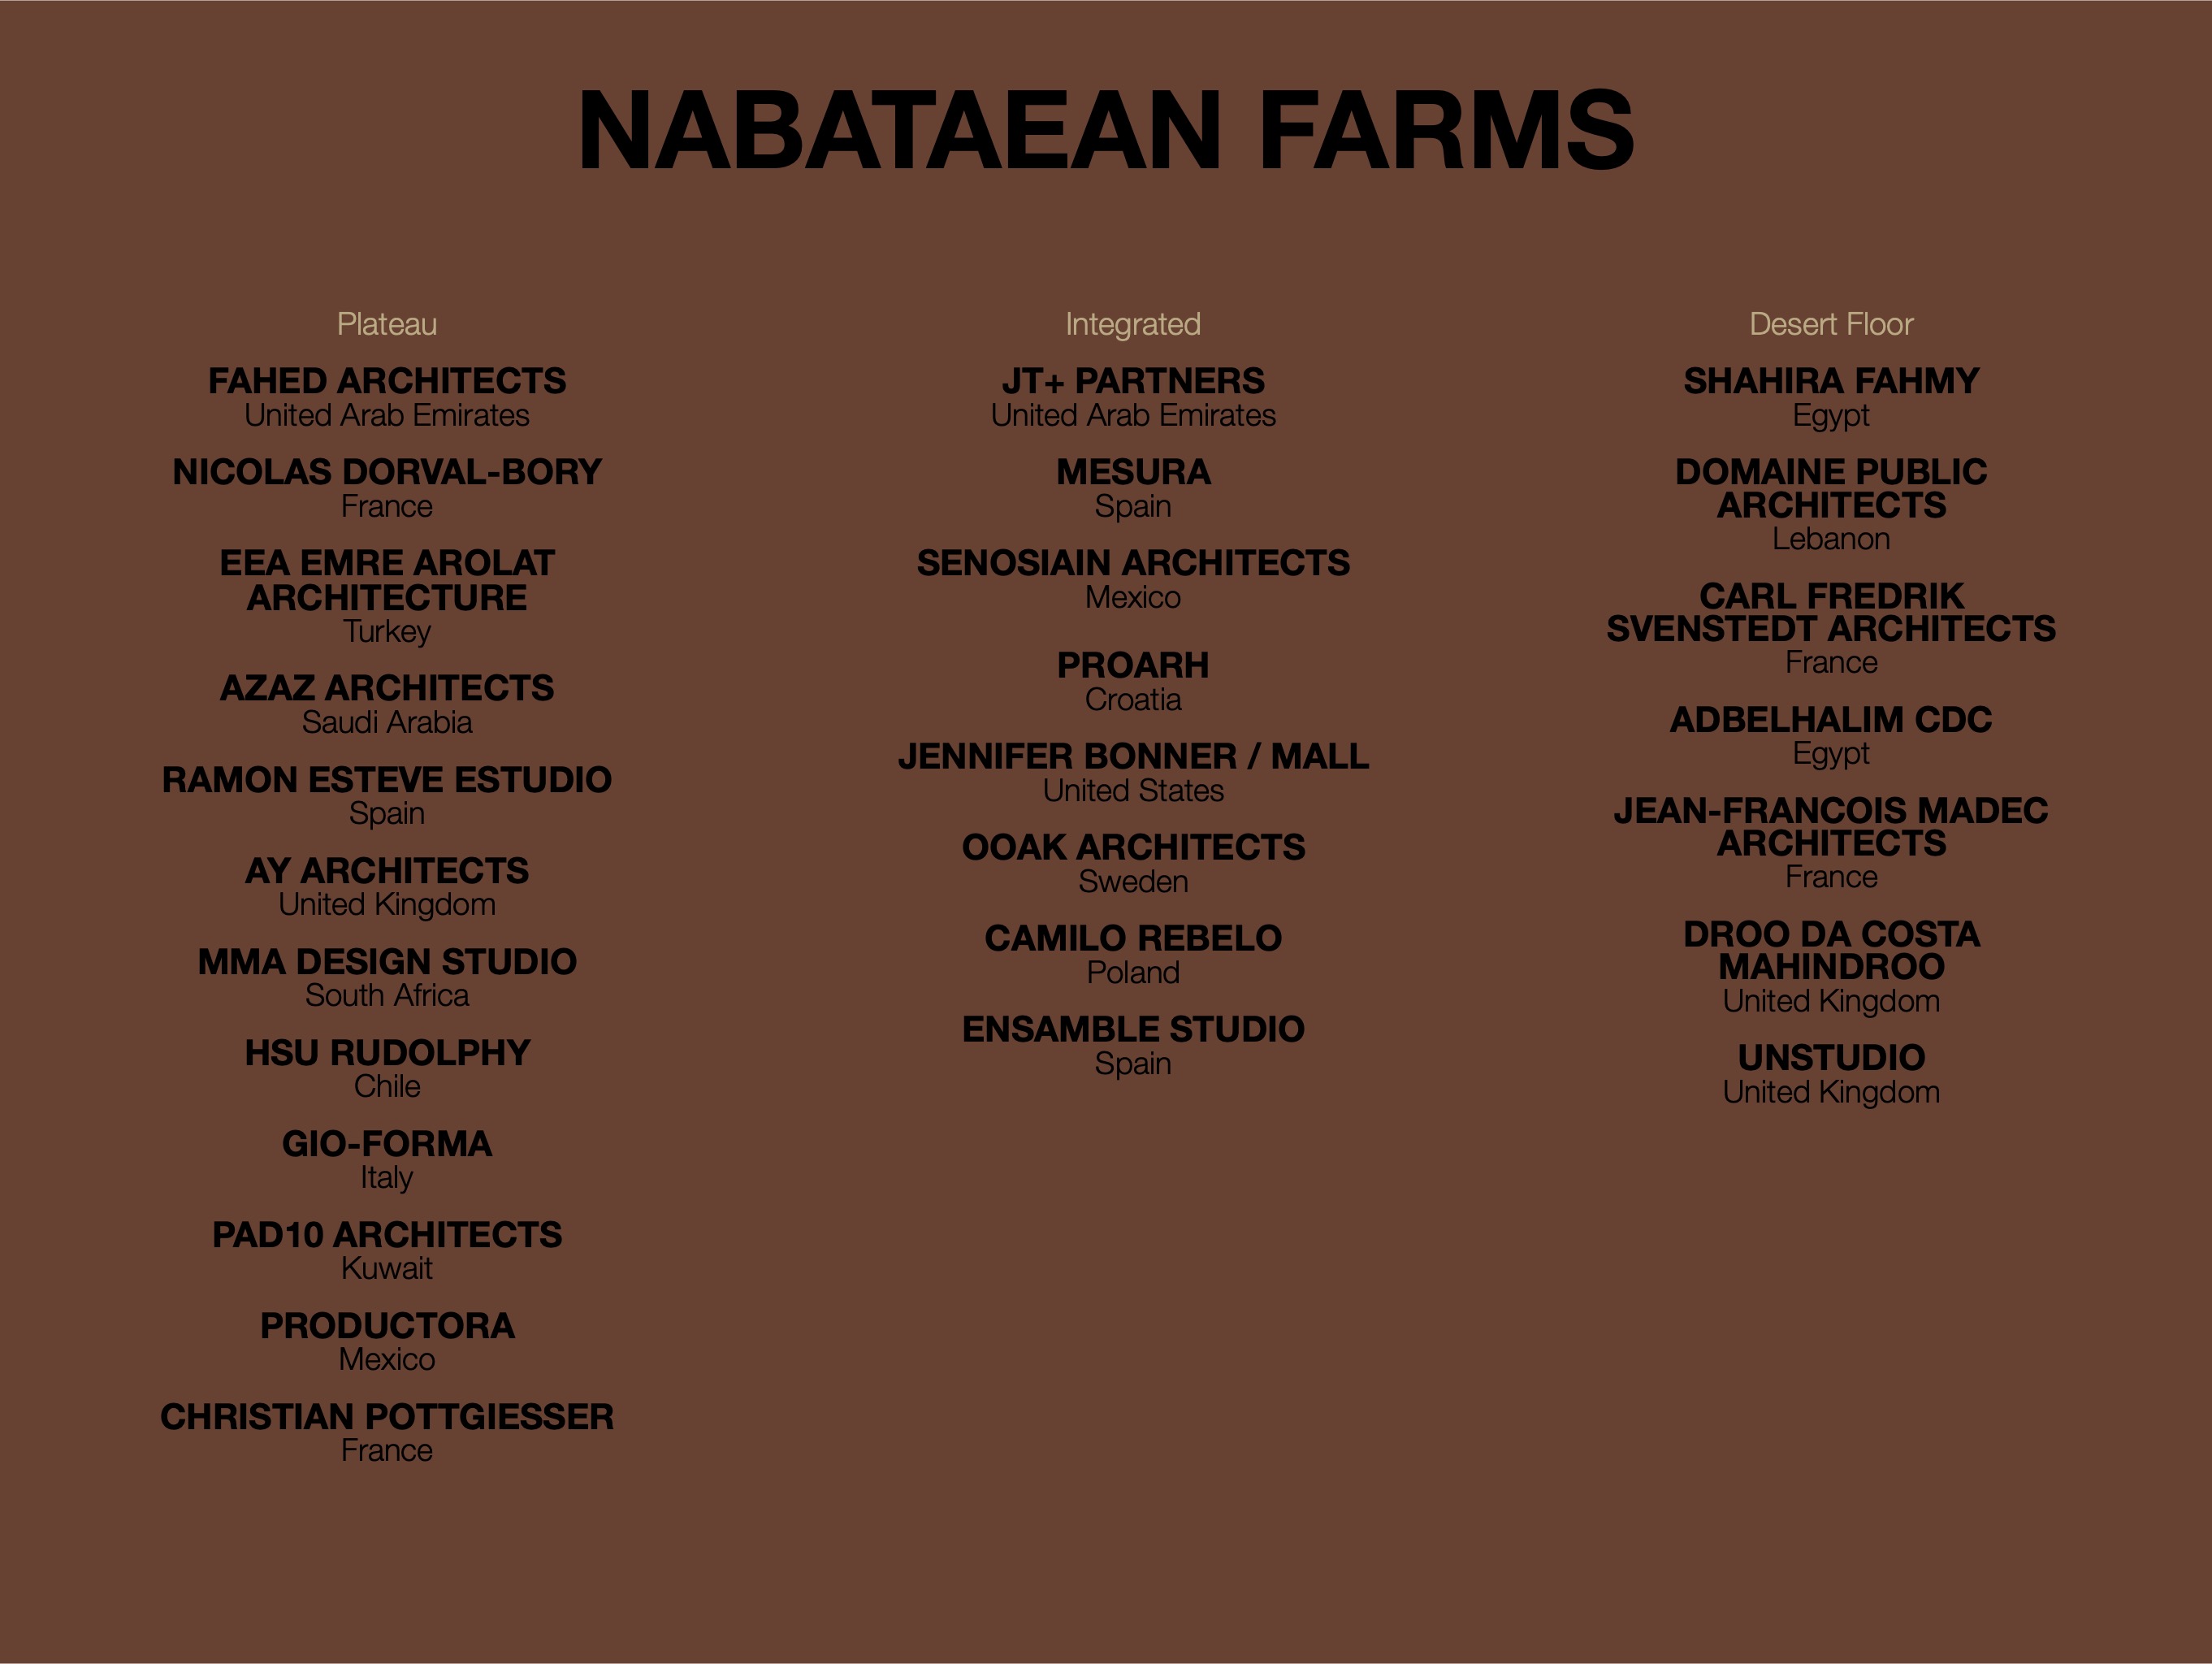 NABATAEAN FARMS
Plateau
FAHED ARCHITECTS
United Arab Emirates
NICOLAS DORVAL-BORY
France
EEA EMRE AROLAT
ARCHITECTURE
Turkey
AZAZ ARCHITECTS
Saudi Arabia
RAMON ESTEVE ESTUDIO
Spain
AY ARCHITECTS
United Kingdom
MMA DESIGN STUDIO
South Africa
HSU RUDOLPHY
Chile
GIO-FORMA
Italy
PAD10 ARCHITECTS
Kuwait
PRODUCTORA
Mexico
CHRISTIAN POTTGIESSER
France
Integrated
JT+ PARTNERS
United Arab Emirates
MESURA
Spain
SENOSIAIN ARCHITECTS
Mexico
PROARH
Croatia
JENNIFER BONNER / MALL
United States
OOAK ARCHITECTS
Sweden
CAMILO REBELO
Poland
ENSAMBLE STUDIO
Spain
Desert Floor
SHAHIRA FAHMY
Egypt
DOMAINE PUBLIC
ARCHITECTS
Lebanon
CARL FREDRIK
SVENSTEDT ARCHITECTS
France
ADBELHALIM CDC
Egypt
JEAN-FRANCOIS MADEC
ARCHITECTS
France
DROO DA COSTA
MAHINDROO
United Kingdom
UNSTUDIO
United Kingdom